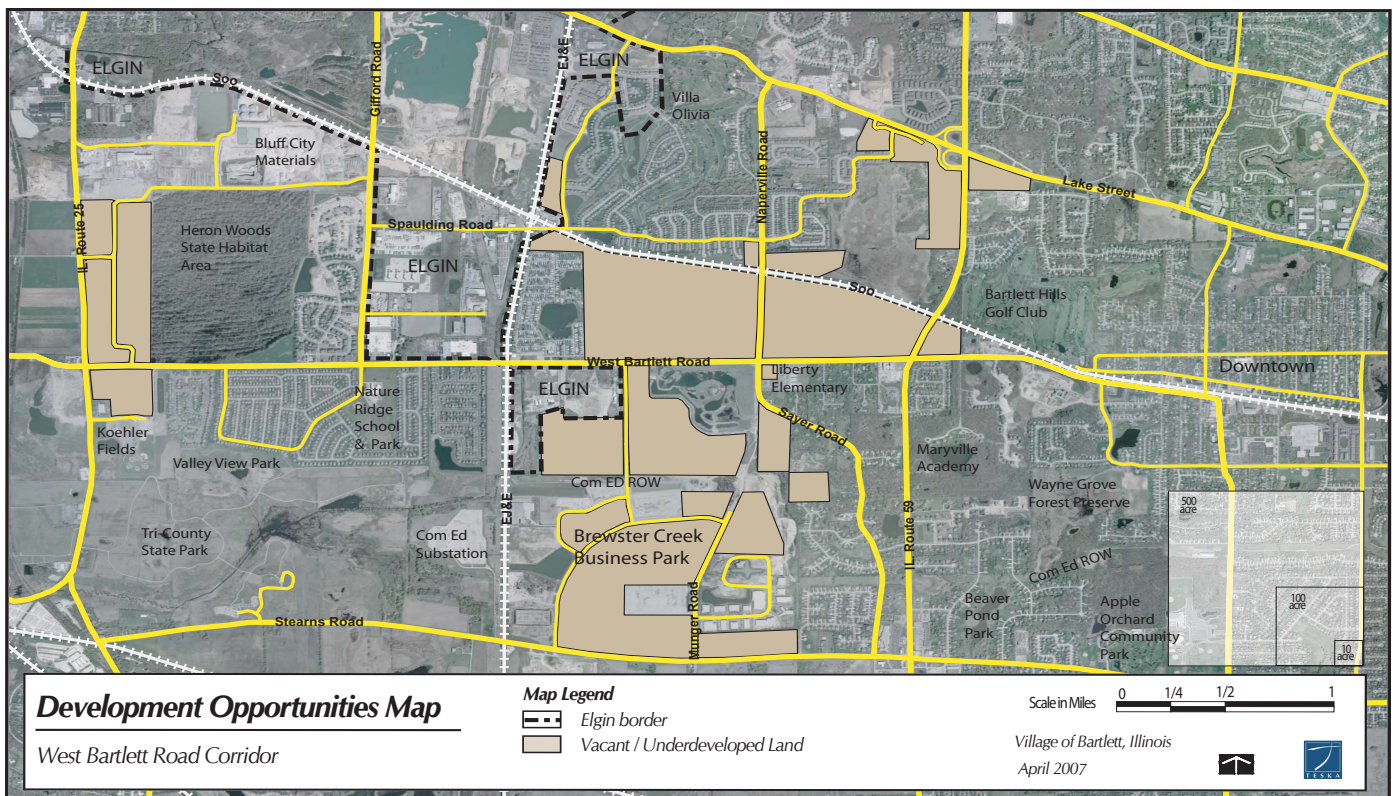 ELGIN
Soo
Gifford Road
EJ&E
ELGIN
Villa
Olivia
Bluff City
Materials
Naperville Road
Lake Street
IL. Route 25
Heron Woods
State Habitat
Area
Spaulding Road
ELGIN
Soo
Bartlett Hills
Golf Club
West Bartlett Road
Downtown
ELGIN
Liberty
Elementary
Nature
Ridge
School
& Park
Sayer Road
Koehler
Fields
Valley View Park
Maryville
Academy
Com ED ROW
Wayne Grove
Forest Preserve
500
acre
EJ&E
IL. Route 59
Tri-County
State Park
Com Ed
Substation
Brewster Creek
Business Park
Com Ed ROW
Munger Road
Beaver
Pond
Park
Apple
Orchard
Community
Park
100
acre
10
acre
Stearns Road
Development Opportunities Map
West Bartlett Road Corridor
Map Legend
Elgin border
Vacant / Underdeveloped Land
Scale in Miles
0 1/4 1/2 1
Village of Bartlett, Illinois
April 2007
TESKA